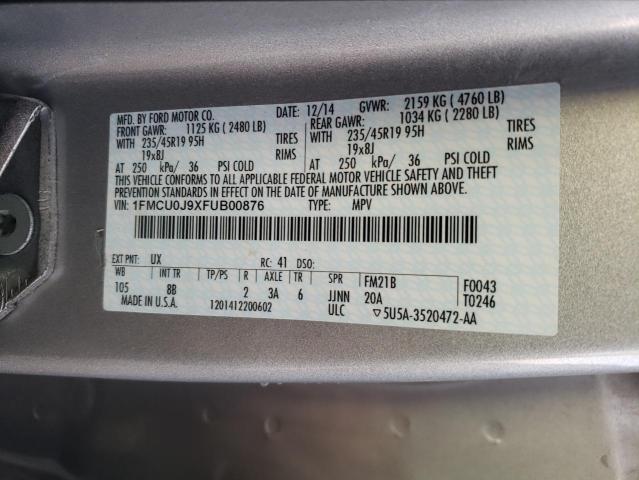 MFD. BY FORD MOTOR CO. DATE: 12/14 GVWR: 2159 KG ( 4760 LB)
FRONT GAWR: 1125 KG ( 2480 LB) REAR GAWR: 1034 KG ( 2280 LB)
WITH 235/45R19 95H TIRES WITH 235/45R19 95H TIRES
19x8J RIMS 19x8J RIMS
AT 250 kPa/ 36 PSI COLD AT 250 kPa/ 36 PSI COLD
THIS VEHICLE CONFORMS TO ALL APPLICABLE FEDERAL MOTOR VEHICLE SAFETY AND THEFT
PREVENTION STANDARDS IN EFFECT ON THE DATE OF MANUFACTURE SHOWN ABOVE.
VIN: 1FMCU0J9XFUB00876 TYPE: MPV
EXT PNT: UX RC: 41 DSO:
WB INT TR TP/PS R AXLE TR SPR FM21B F0043
105 8B 2 3A 6 JJNN 20A T0246
MADE IN U.S.A. 1201412200602 ULC ▽5U5A-3520472-AA